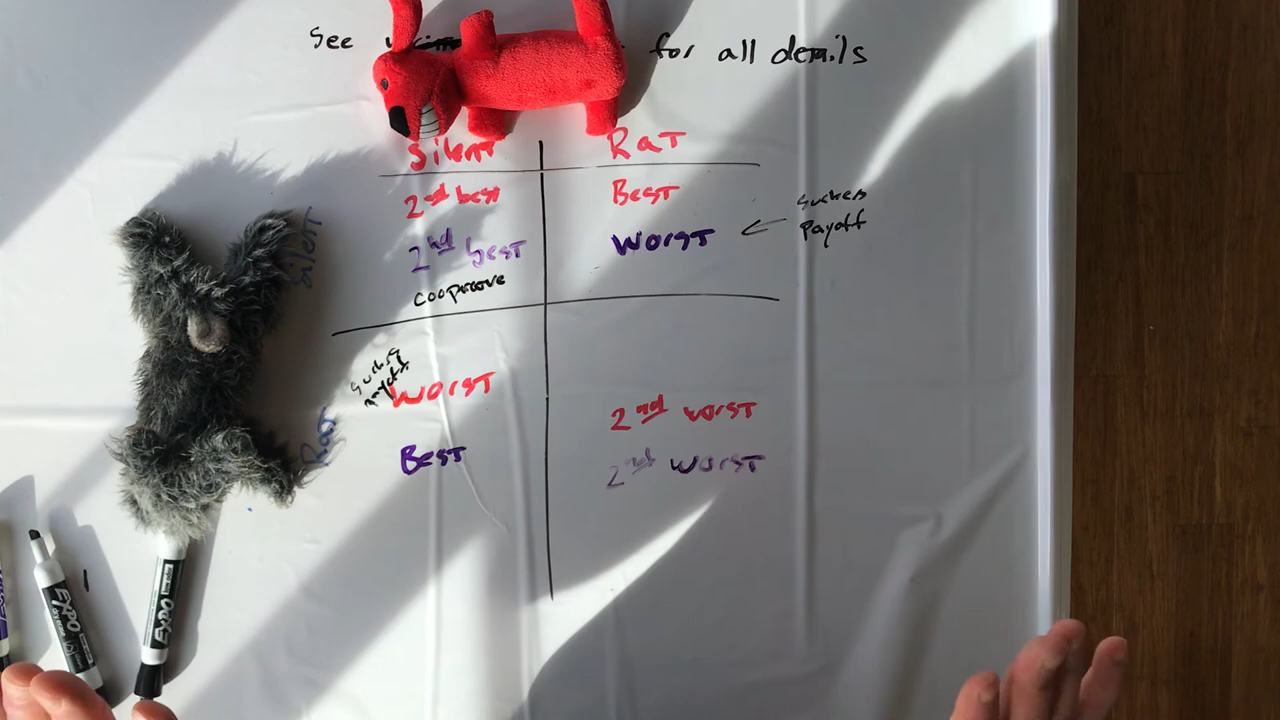 See for all details
Silent Rat
2nd best Best
2nd best Worst
suckers
payoff
cooperate
Silent
suckers
payoff
Worst
2nd worst
Rat
Best
2nd worst
EXPO
EXPO